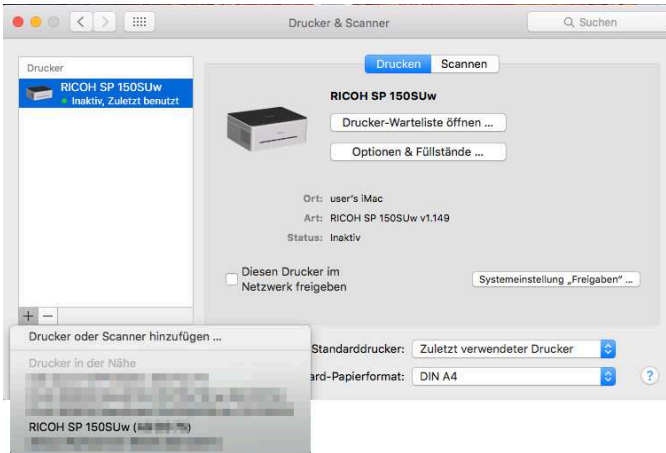 Drucker & Scanner
Suchen
Drucker
RICOH SP 150SUw
Inaktiv, Zuletzt benutzt
Drucken
Scannen
RICOH SP 150SUw
Drucker-Warteliste öffnen ...
Optionen & Füllstände ...
Ort: user's iMac
Art: RICOH SP 150SUw v1.149
Status: Inaktiv
Diesen Drucker im
Netzwerk freigeben
Systemeinstellung „Freigaben“ ...
+ −
Drucker oder Scanner hinzufügen ...
Drucker in der Nähe
RICOH SP 150SUw (
Standarddrucker: Zuletzt verwendeter Drucker
ard-Papierformat: DIN A4
?